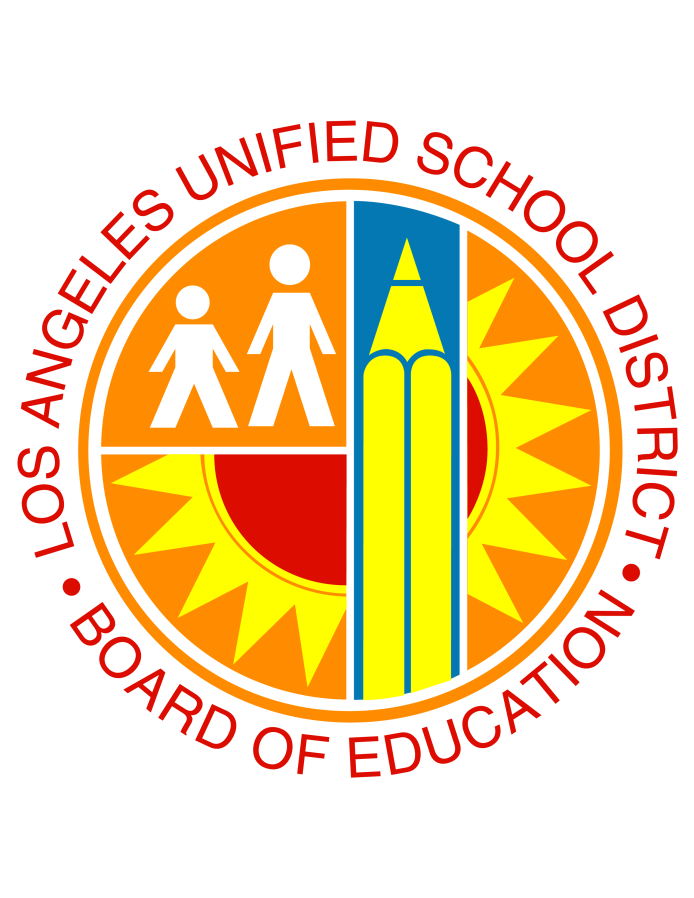 LOS ANGELES UNIFIED SCHOOL DISTRICT
• BOARD OF EDUCATION •